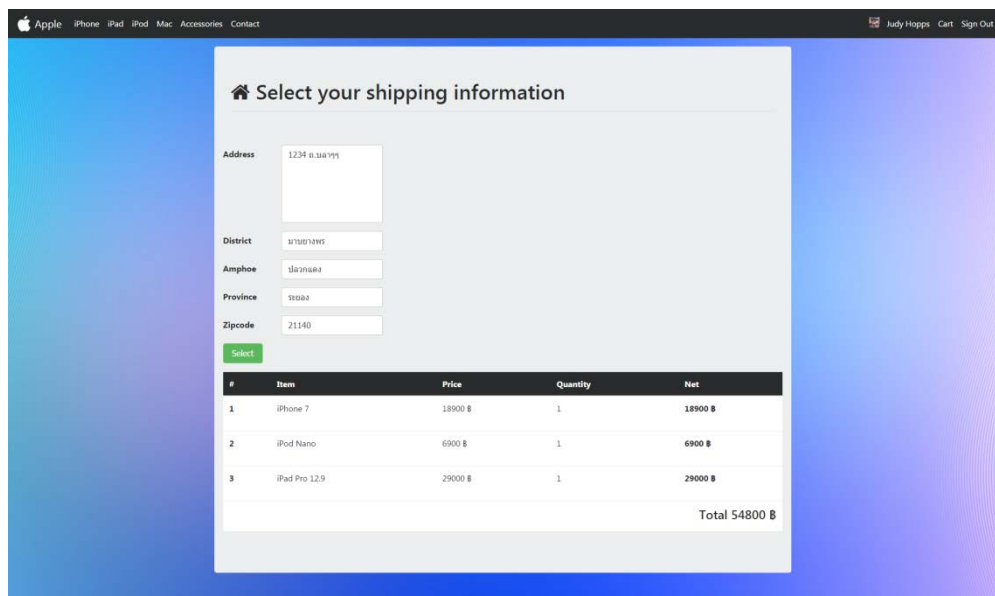 Apple iPhone iPad iPod Mac Accessories Contact Judy Hopps Cart Sign Out
Select your shipping information
Address 1234 ถ.บลาๆๆ
District มาบยางพร
Amphoe ปลวกแดง
Province ระยอง
Zipcode 21140
Select
# Item Price Quantity Net
1 iPhone 7 18900 ฿ 1 18900 ฿
2 iPod Nano 6900 ฿ 1 6900 ฿
3 iPad Pro 12.9 29000 ฿ 1 29000 ฿
Total 54800 ฿